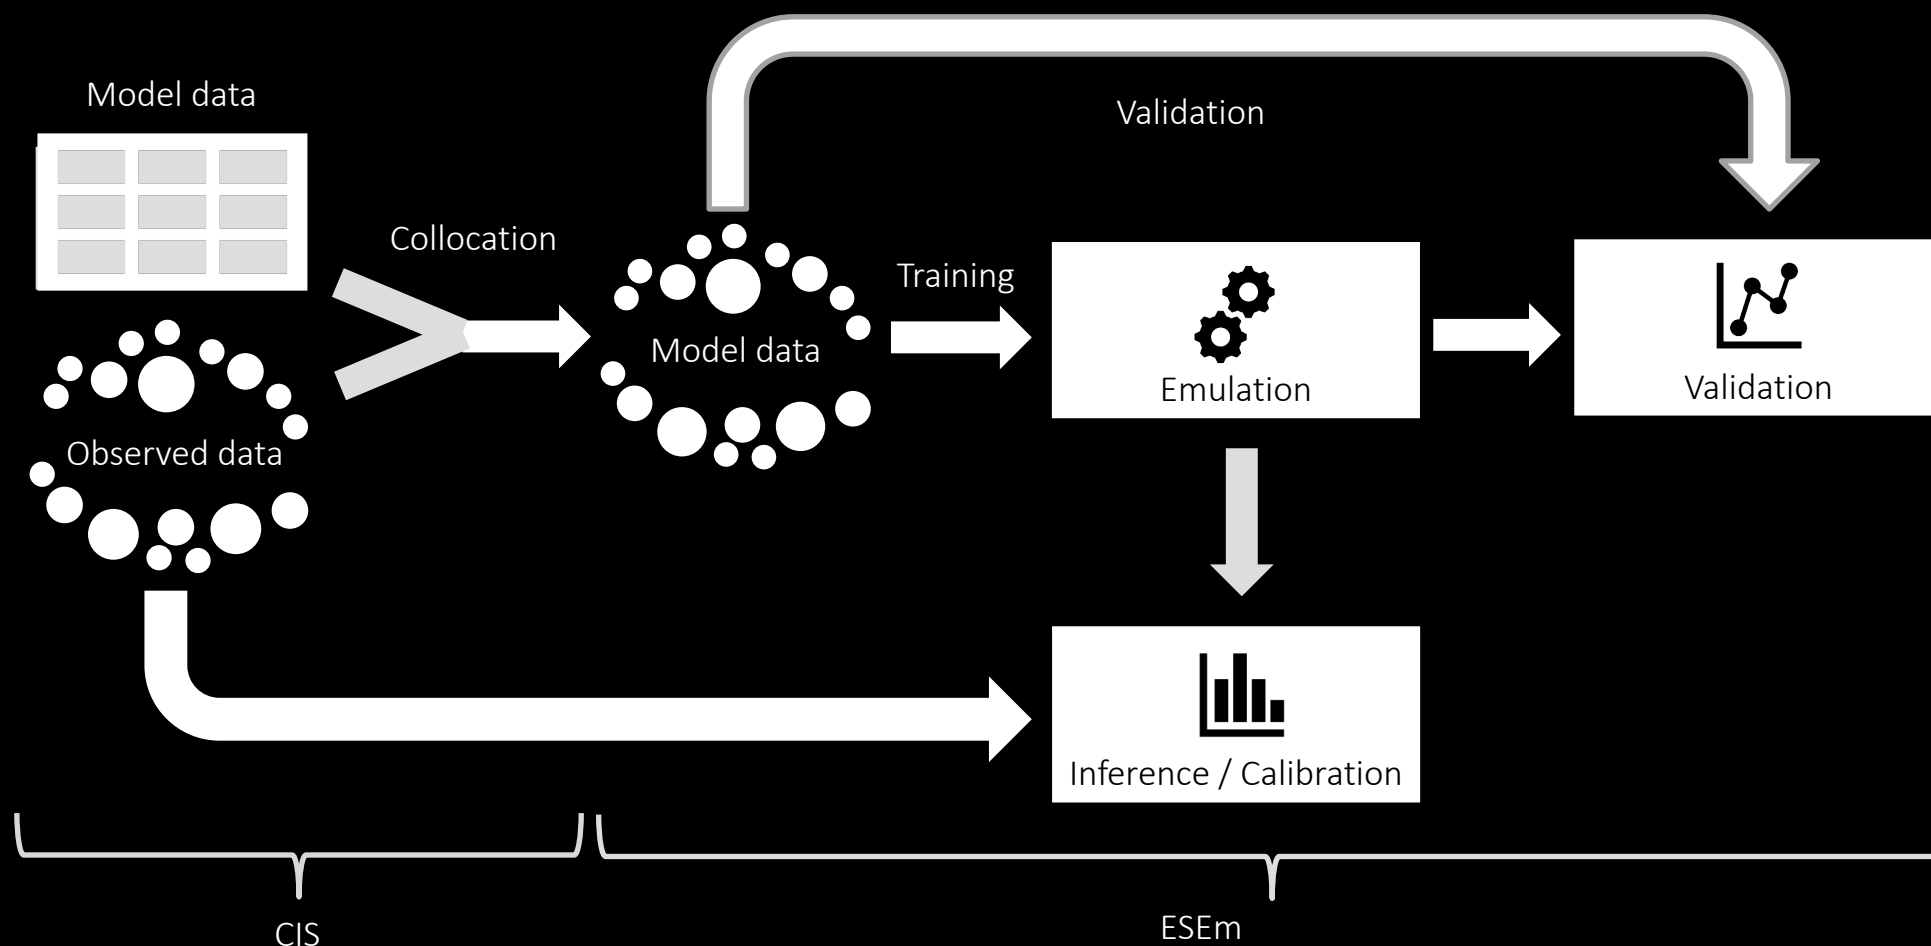 Model data
Validation
Collocation
Training
Model data
Emulation
Validation
Observed data
Inference / Calibration
CIS
ESEm